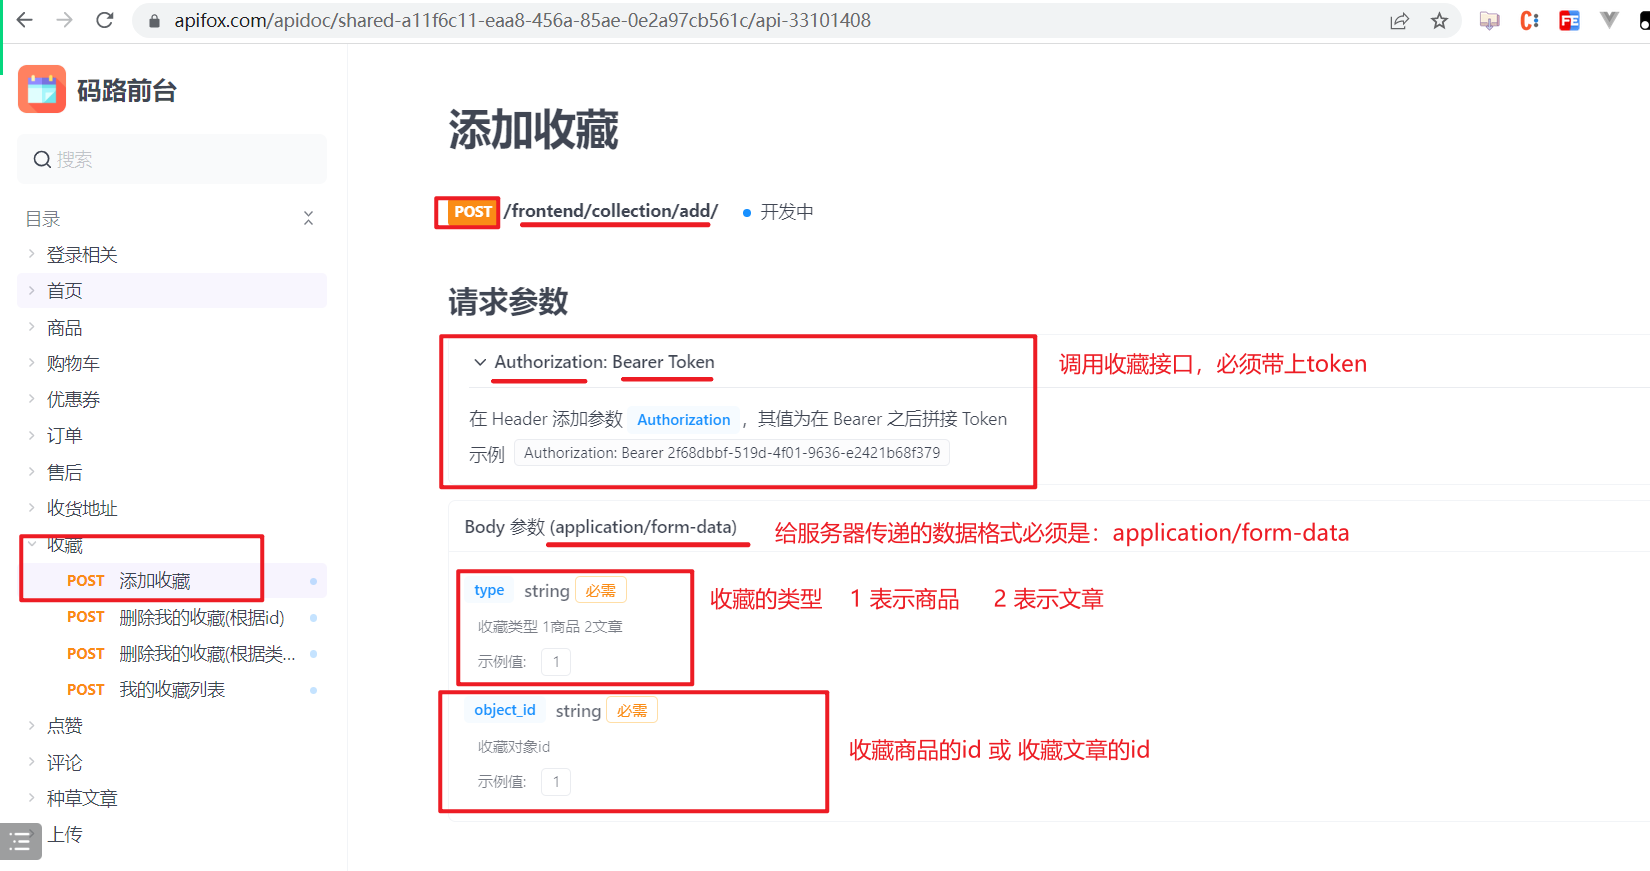 apifox.com/apidoc/shared-a11f6c11-eaa8-456a-85ae-0e2a97cb561c/api-33101408
码路前台
搜索
目录
登录相关
首页
商品
购物车
优惠券
订单
售后
收货地址
收藏
POST 添加收藏
POST 删除我的收藏(根据id)
POST 删除我的收藏(根据类...
POST 我的收藏列表
点赞
评论
种草文章
上传
添加收藏
POST /frontend/collection/add/ 开发中
请求参数
Authorization: Bearer Token
调用收藏接口，必须带上token
在 Header 添加参数 Authorization ，其值为在 Bearer 之后拼接 Token
示例 Authorization: Bearer 2f68dbbf-519d-4f01-9636-e2421b68f379
Body 参数 (application/form-data)
给服务器传递的数据格式必须是：application/form-data
type string 必需
收藏的类型 1 表示商品 2 表示文章
收藏类型 1商品 2文章
示例值: 1
object_id string 必需
收藏对象id
收藏商品的id 或 收藏文章的id
示例值: 1